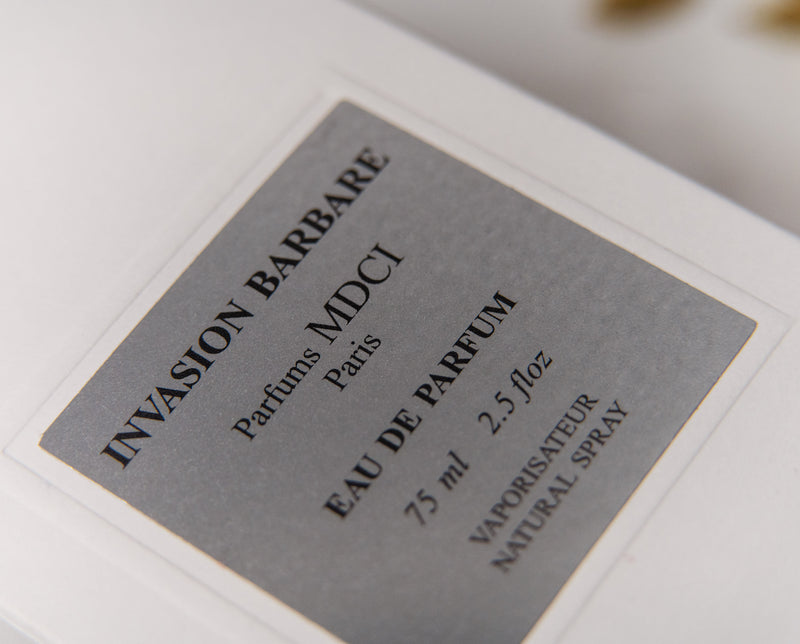 INVASION BARBARE
Parfums MDCI
Paris
EAU DE PARFUM
75 ml 2.5 floz
VAPORISATEUR
NATURAL SPRAY